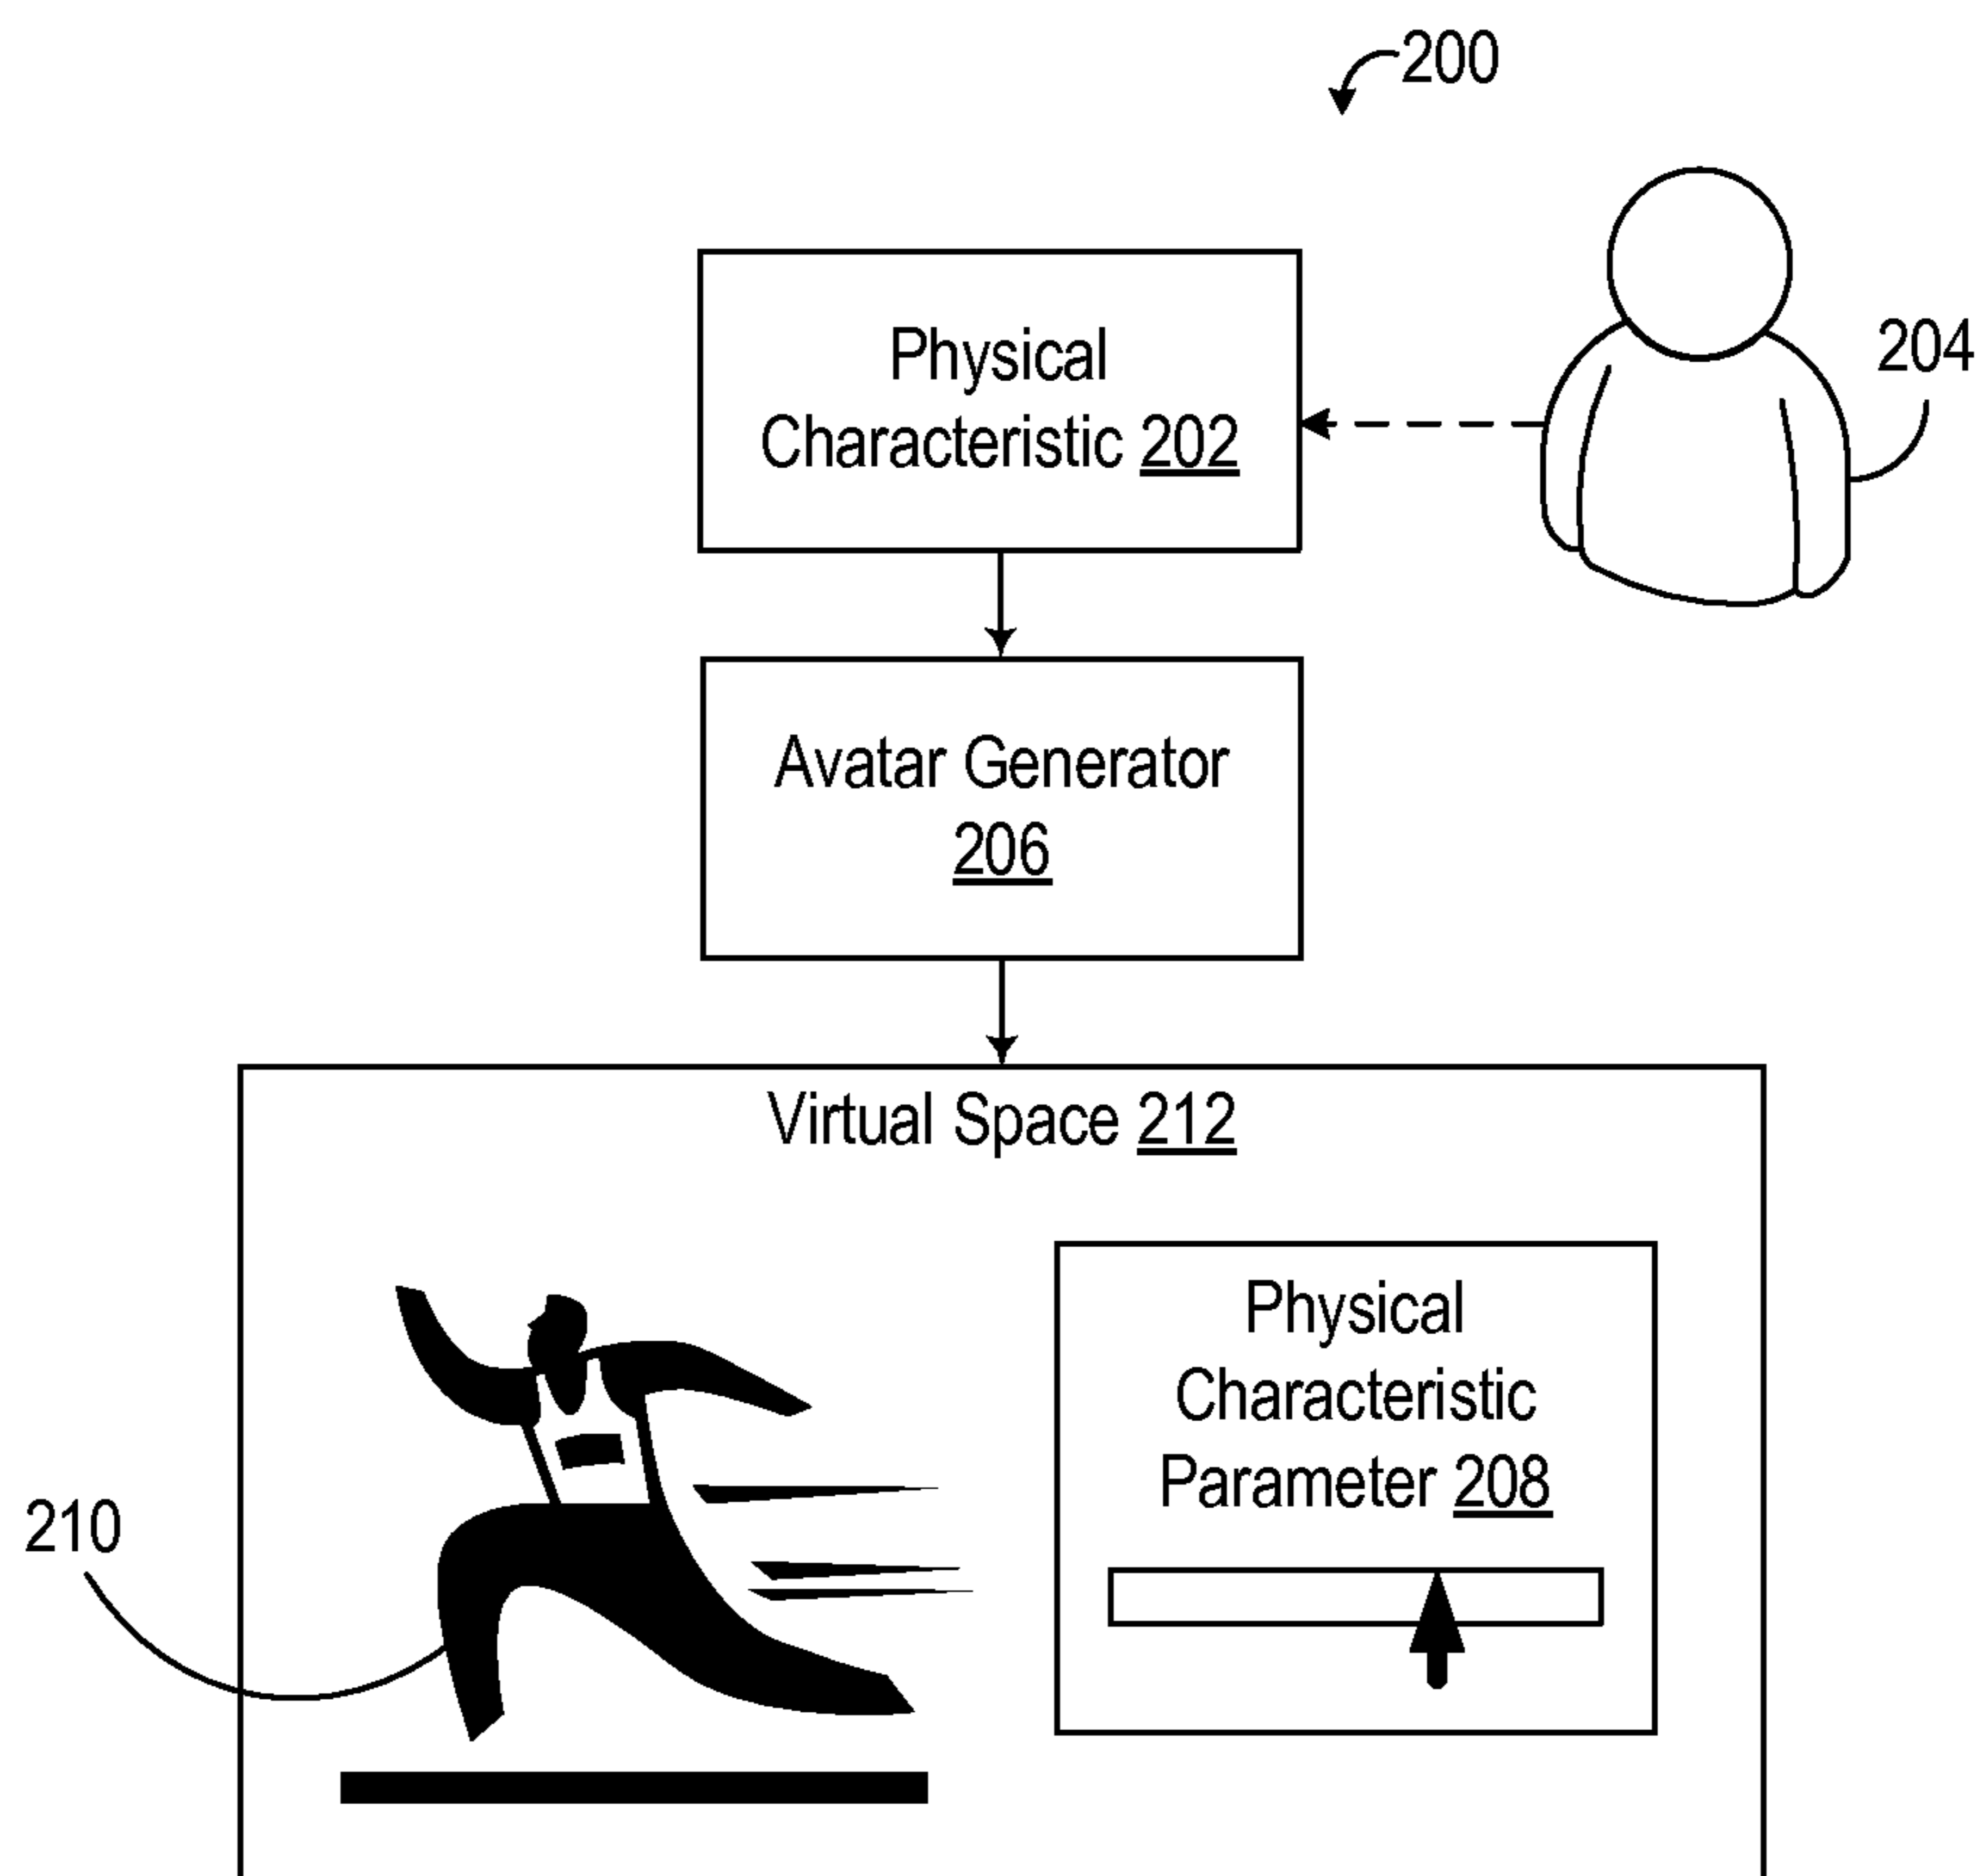 200
Physical
Characteristic 202
204
Avatar Generator
206
Virtual Space 212
Physical
Characteristic
Parameter 208
210